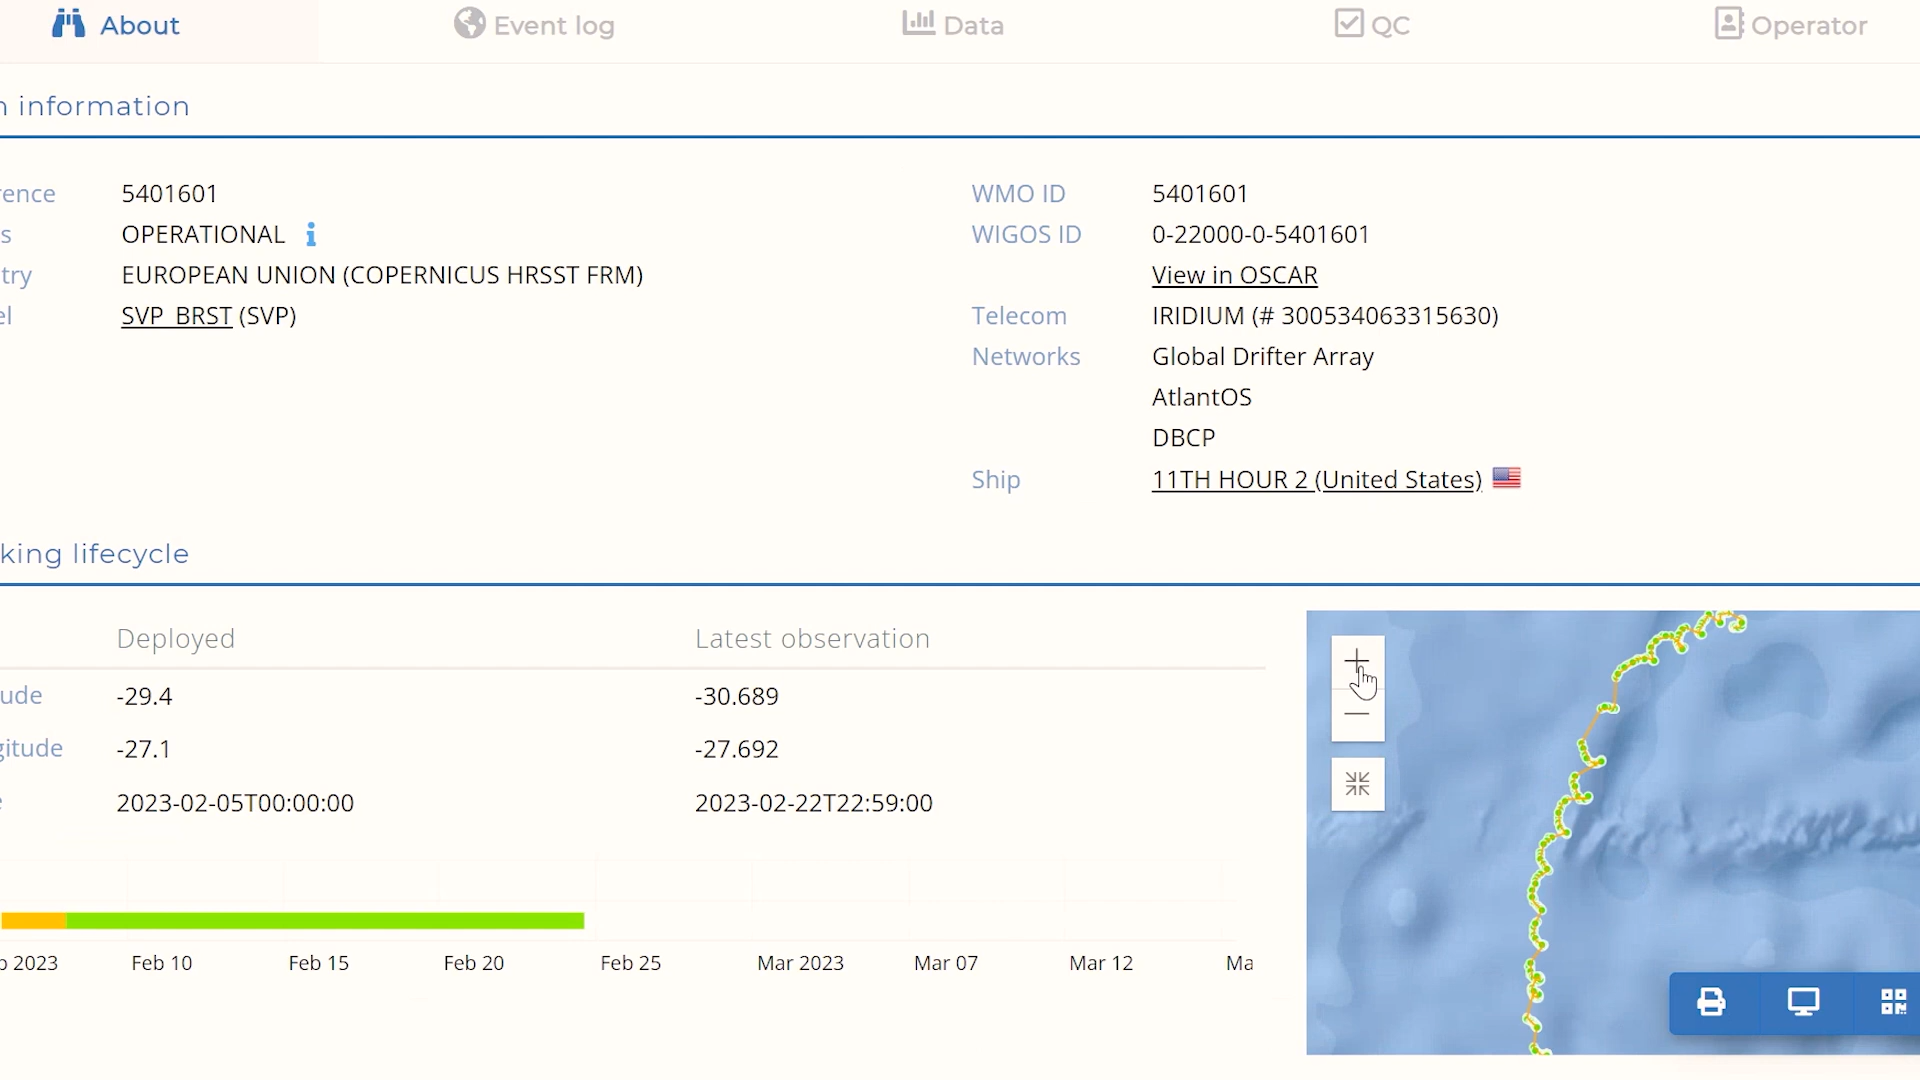 About Event log Data QC Operator
n information
rence 5401601 WMO ID 5401601
s OPERATIONAL WIGOS ID 0-22000-0-5401601
try EUROPEAN UNION (COPERNICUS HRSST FRM) View in OSCAR
el SVP_BRST (SVP) Telecom IRIDIUM (# 300534063315630)
Networks Global Drifter Array
AtlantOS
DBCP
Ship 11TH HOUR 2 (United States)
king lifecycle
Deployed Latest observation
ude -29.4 -30.689
gitude -27.1 -27.692
e 2023-02-05T00:00:00 2023-02-22T22:59:00
b 2023 Feb 10 Feb 15 Feb 20 Feb 25 Mar 2023 Mar 07 Mar 12 Ma